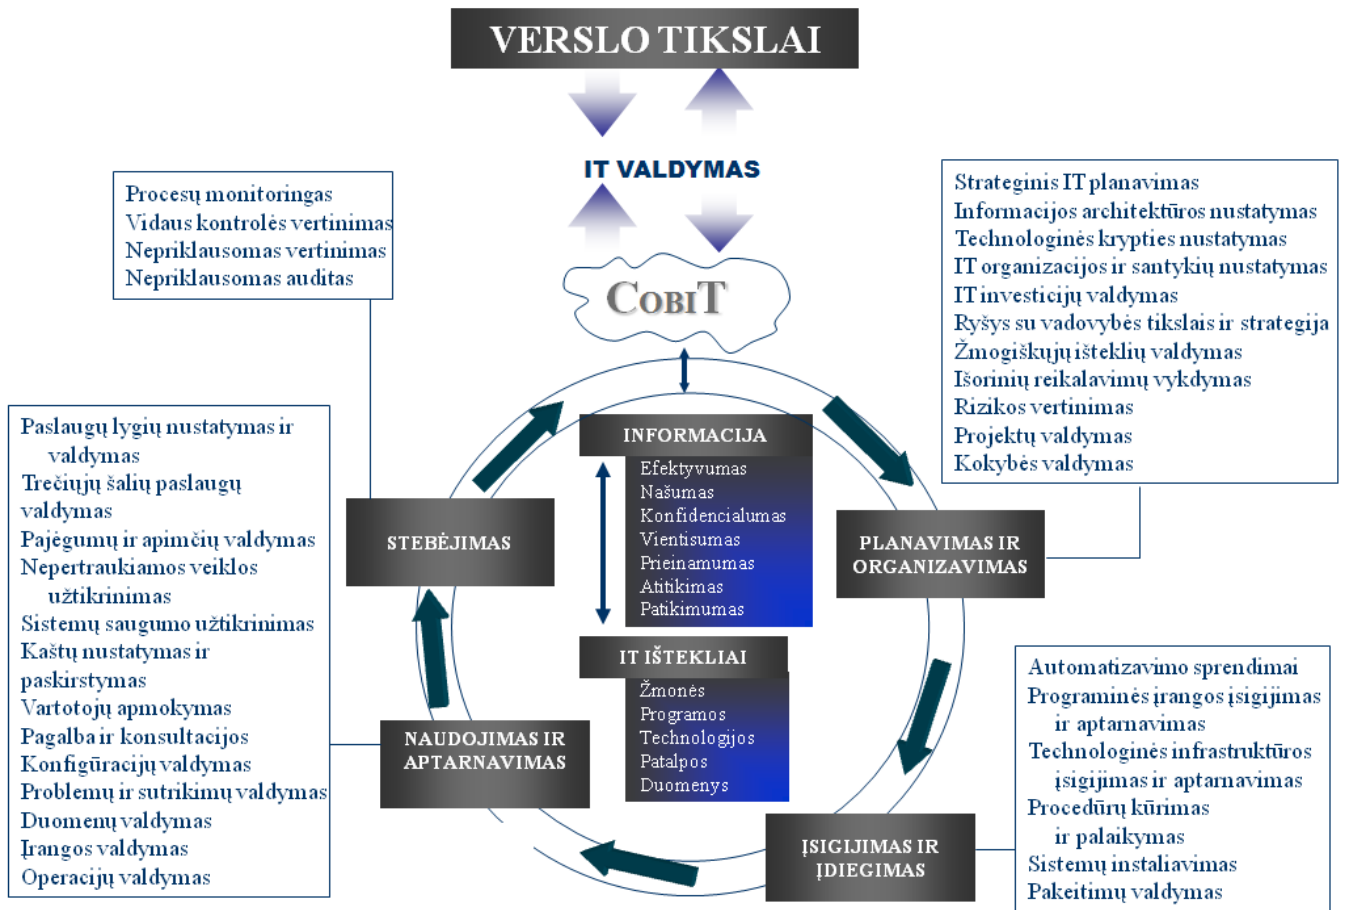 VERSLO TIKSLAI
IT VALDYMAS
COBIT
Procesų monitoringas
Vidaus kontrolės vertinimas
Nepriklausomas vertinimas
Nepriklausomas auditas
Strateginis IT planavimas
Informacijos architektūros nustatymas
Technologinės krypties nustatymas
IT organizacijos ir santykių nustatymas
IT investicijų valdymas
Ryšys su vadovybės tikslais ir strategija
Žmogiškųjų išteklių valdymas
Išorinių reikalavimų vykdymas
Rizikos vertinimas
Projektų valdymas
Kokybės valdymas
INFORMACIJA
Efektyvumas
Našumas
Konfidencialumas
Vientisumas
Prieinamumas
Atitikimas
Patikimumas
STEBĖJIMAS
PLANAVIMAS IR
ORGANIZAVIMAS
Paslaugų lygių nustatymas ir
valdymas
Trečiųjų šalių paslaugų
valdymas
Pajėgumų ir apimčių valdymas
Nepertraukiamos veiklos
užtikrinimas
Sistemų saugumo užtikrinimas
Kaštų nustatymas ir
paskirstymas
Vartotojų apmokymas
Pagalba ir konsultacijos
Konfigūracijų valdymas
Problemų ir sutrikimų valdymas
Duomenų valdymas
Įrangos valdymas
Operacijų valdymas
IT IŠTEKLIAI
Žmonės
Programos
Technologijos
Patalpos
Duomenys
NAUDOJIMAS IR
APTARNAVIMAS
Automatizavimo sprendimai
Programinės įrangos įsigijimas
ir aptarnavimas
Technologinės infrastruktūros
įsigijimas ir aptarnavimas
Procedūrų kūrimas
ir palaikymas
Sistemų instaliavimas
Pakeitimų valdymas
ĮSIGIJIMAS IR
ĮDIEGIMAS